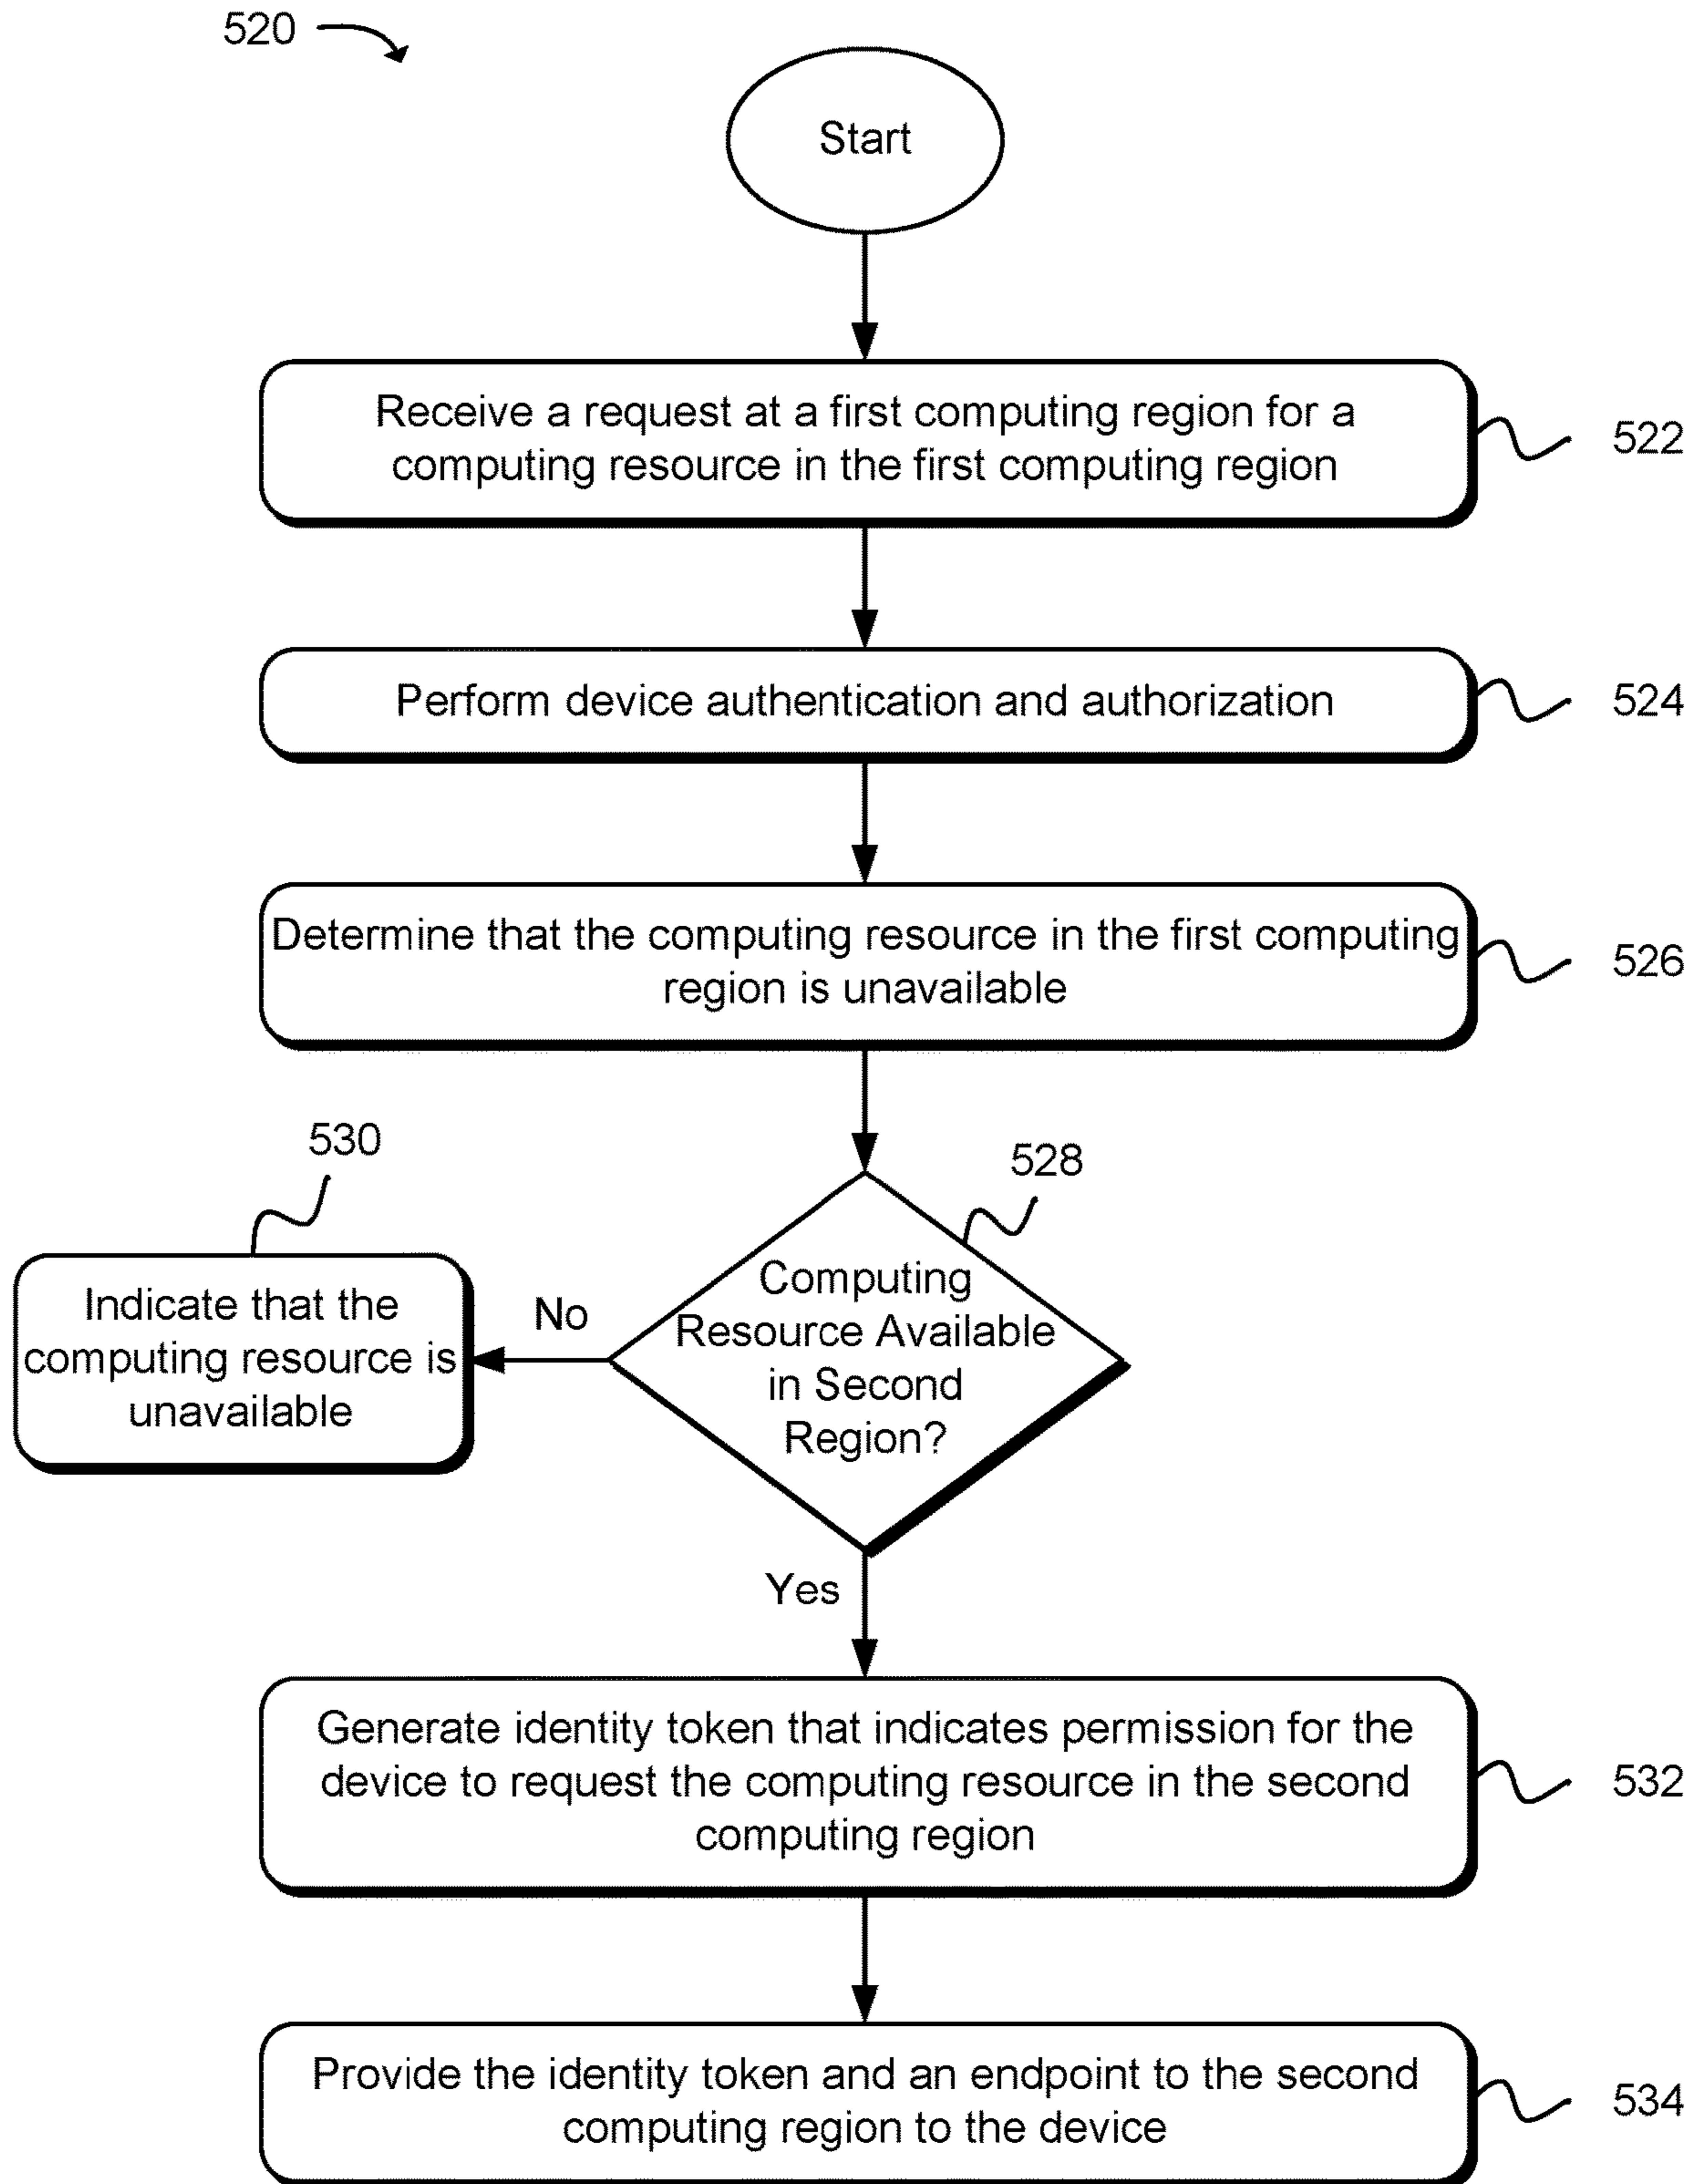 520
Start
Receive a request at a first computing region for a
computing resource in the first computing region
522
Perform device authentication and authorization
524
Determine that the computing resource in the first computing
region is unavailable
526
530
528
Indicate that the
computing resource is
unavailable
No
Computing
Resource Available
in Second
Region?
Yes
Generate identity token that indicates permission for the
device to request the computing resource in the second
computing region
532
Provide the identity token and an endpoint to the second
computing region to the device
534